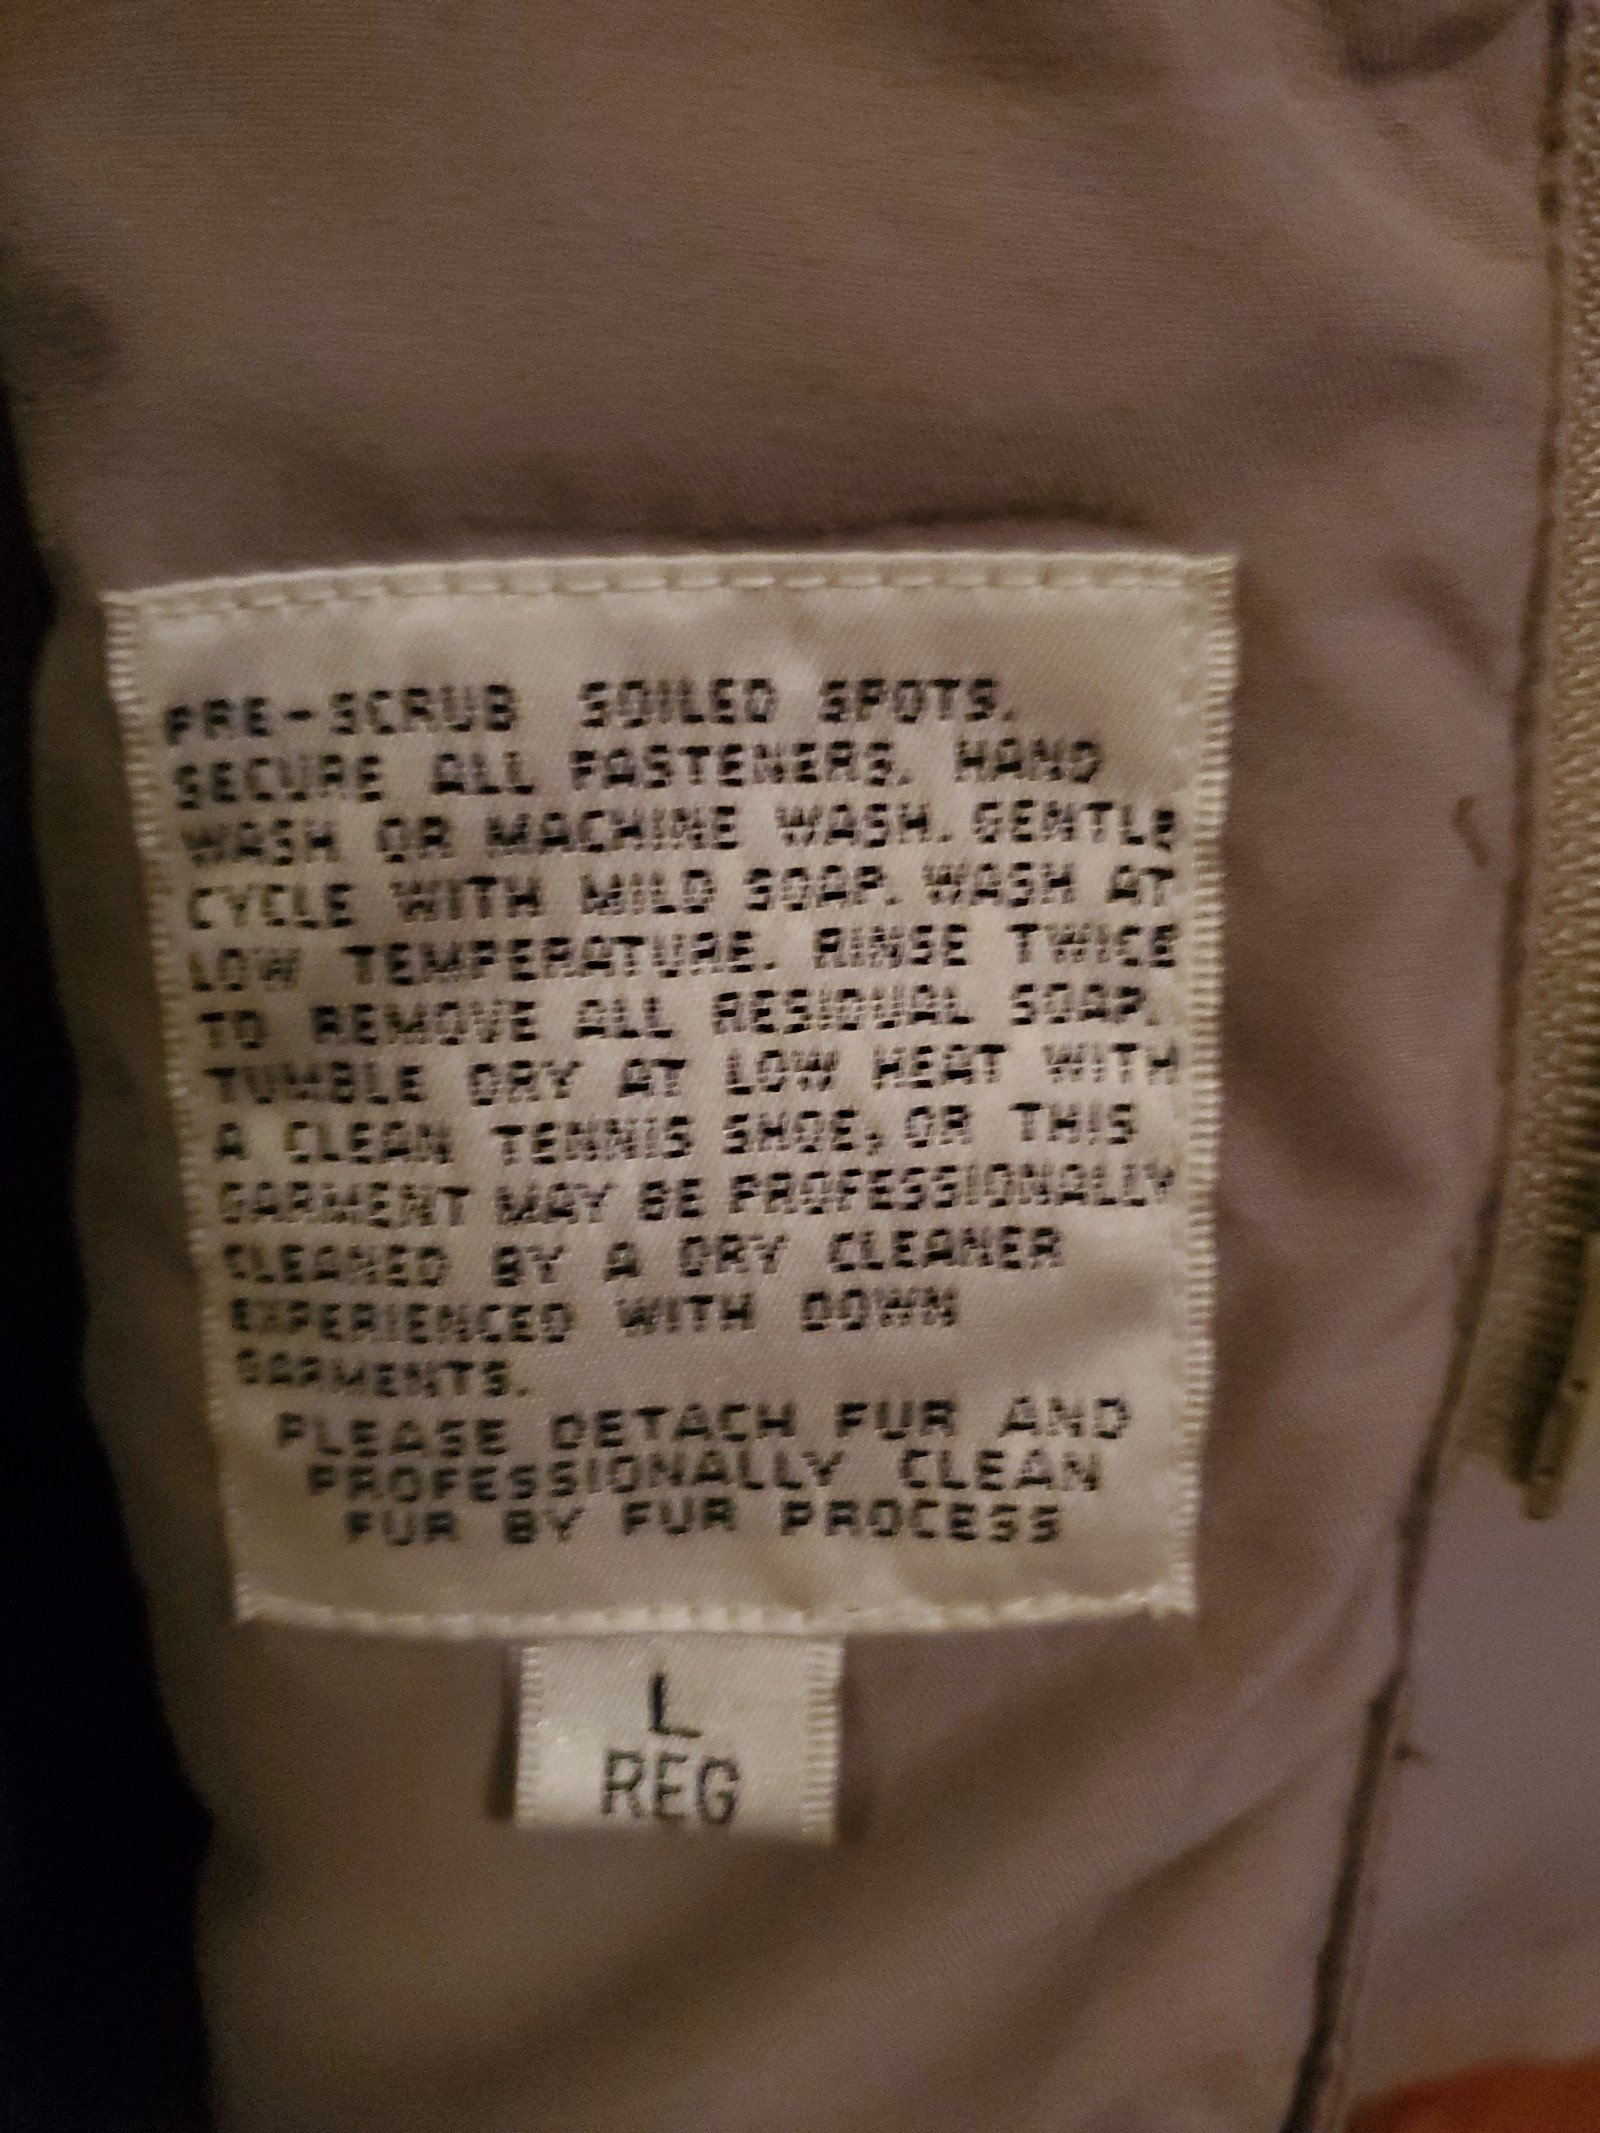 PRE-SCRUB SOILED SPOTS.
SECURE ALL FASTENERS. HAND
WASH OR MACHINE WASH. GENTLE
CYCLE WITH MILD SOAP. WASH AT
LOW TEMPERATURE. RINSE TWICE
TO REMOVE ALL RESIDUAL SOAP.
TUMBLE DRY AT LOW HEAT WITH
A CLEAN TENNIS SHOE, OR THIS
GARMENT MAY BE PROFESSIONALLY
CLEANED BY A DRY CLEANER
EXPERIENCED WITH DOWN
GARMENTS.
PLEASE DETACH FUR AND
PROFESSIONALLY CLEAN
FUR BY FUR PROCESS
L
REG